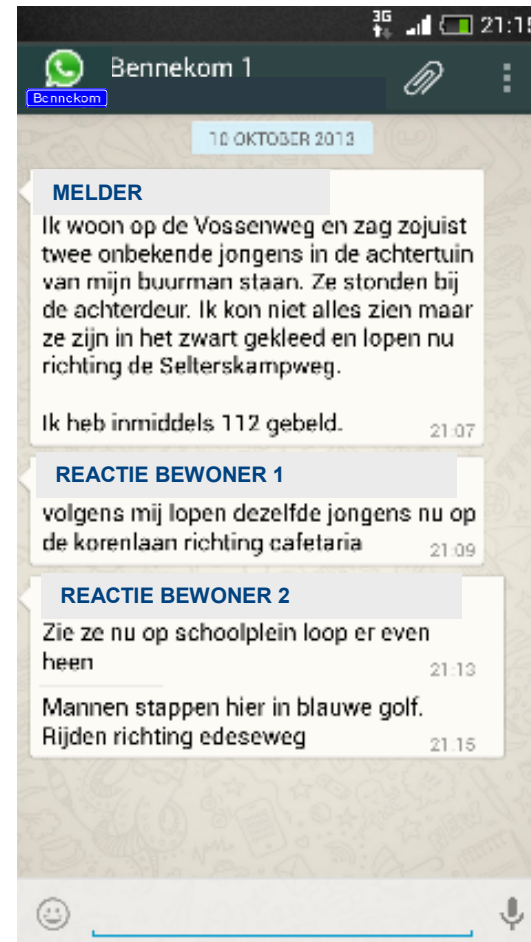 3G 21:15
Bennekom 1
Bennekom
10 OKTOBER 2013
MELDER
Ik woon op de Vossenweg en zag zojuist
twee onbekende jongens in de achtertuin
van mijn buurman staan. Ze stonden bij
de achterdeur. Ik kon niet alles zien maar
ze zijn in het zwart gekleed en lopen nu
richting de Selterskampweg.
Ik heb inmiddels 112 gebeld.
21:07
REACTIE BEWONER 1
volgens mij lopen dezelfde jongens nu op
de korenlaan richting cafetaria
21:09
REACTIE BEWONER 2
Zie ze nu op schoolplein loop er even
heen
21:13
Mannen stappen hier in blauwe golf.
Rijden richting edeseweg
21:15